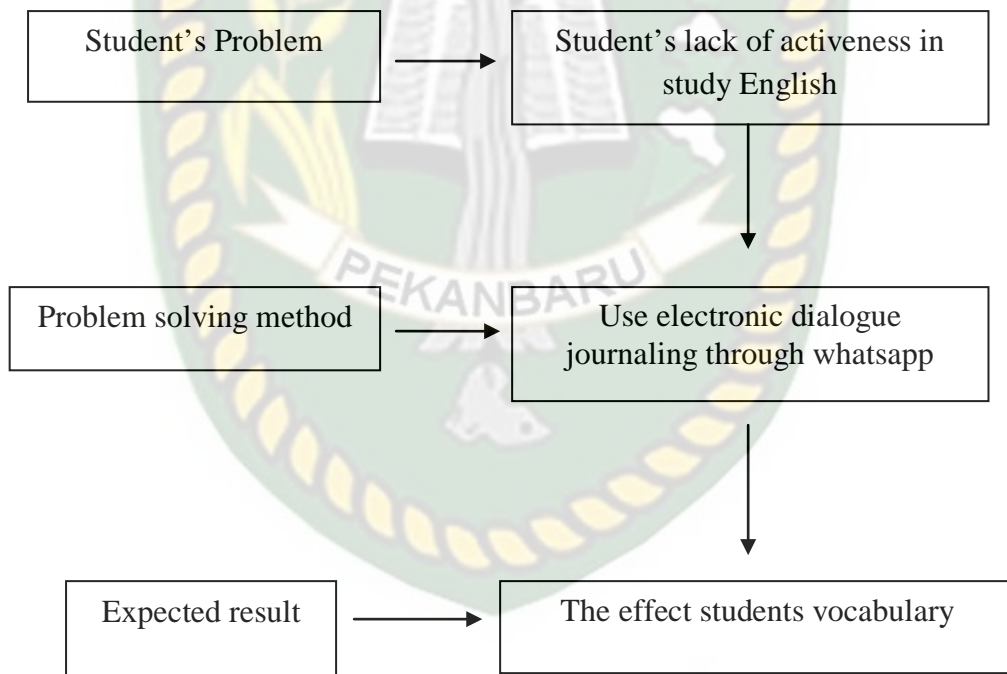 Student’s Problem
Student’s lack of activeness in
study English
PEKANBARU
Problem solving method
Use electronic dialogue
journaling through whatsapp
Expected result
The effect students vocabulary